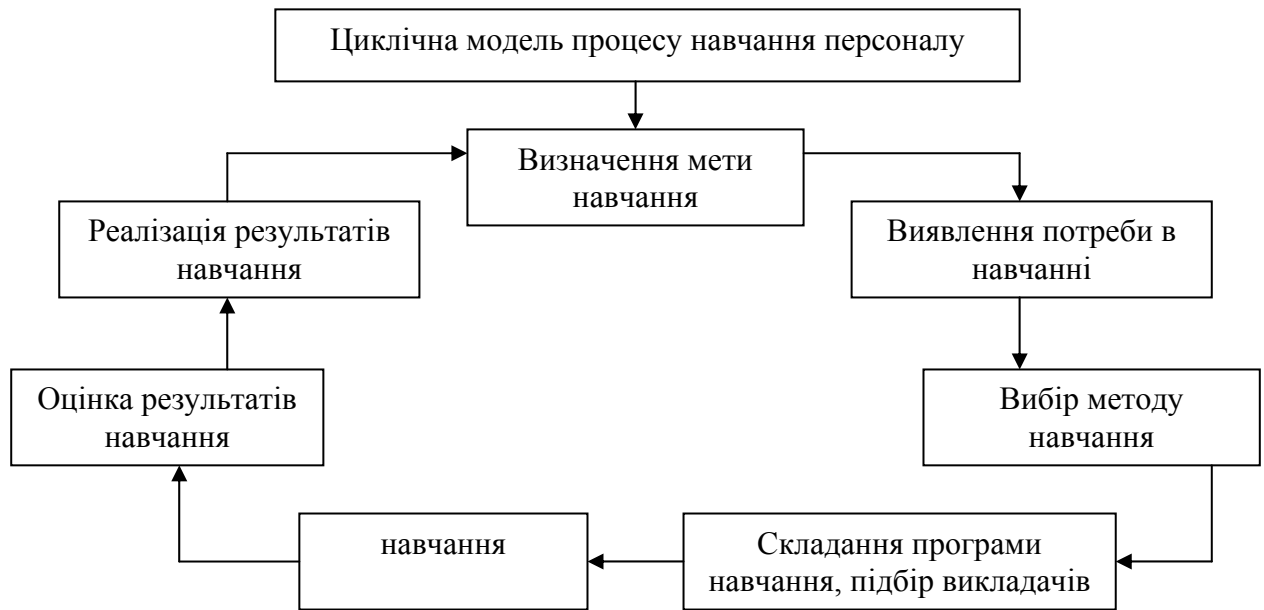 Циклічна модель процесу навчання персоналу
Визначення мети
навчання
Виявлення потреби в
навчанні
Вибір методу
навчання
Складання програми
навчання, підбір викладачів
навчання
Оцінка результатів
навчання
Реалізація результатів
навчання